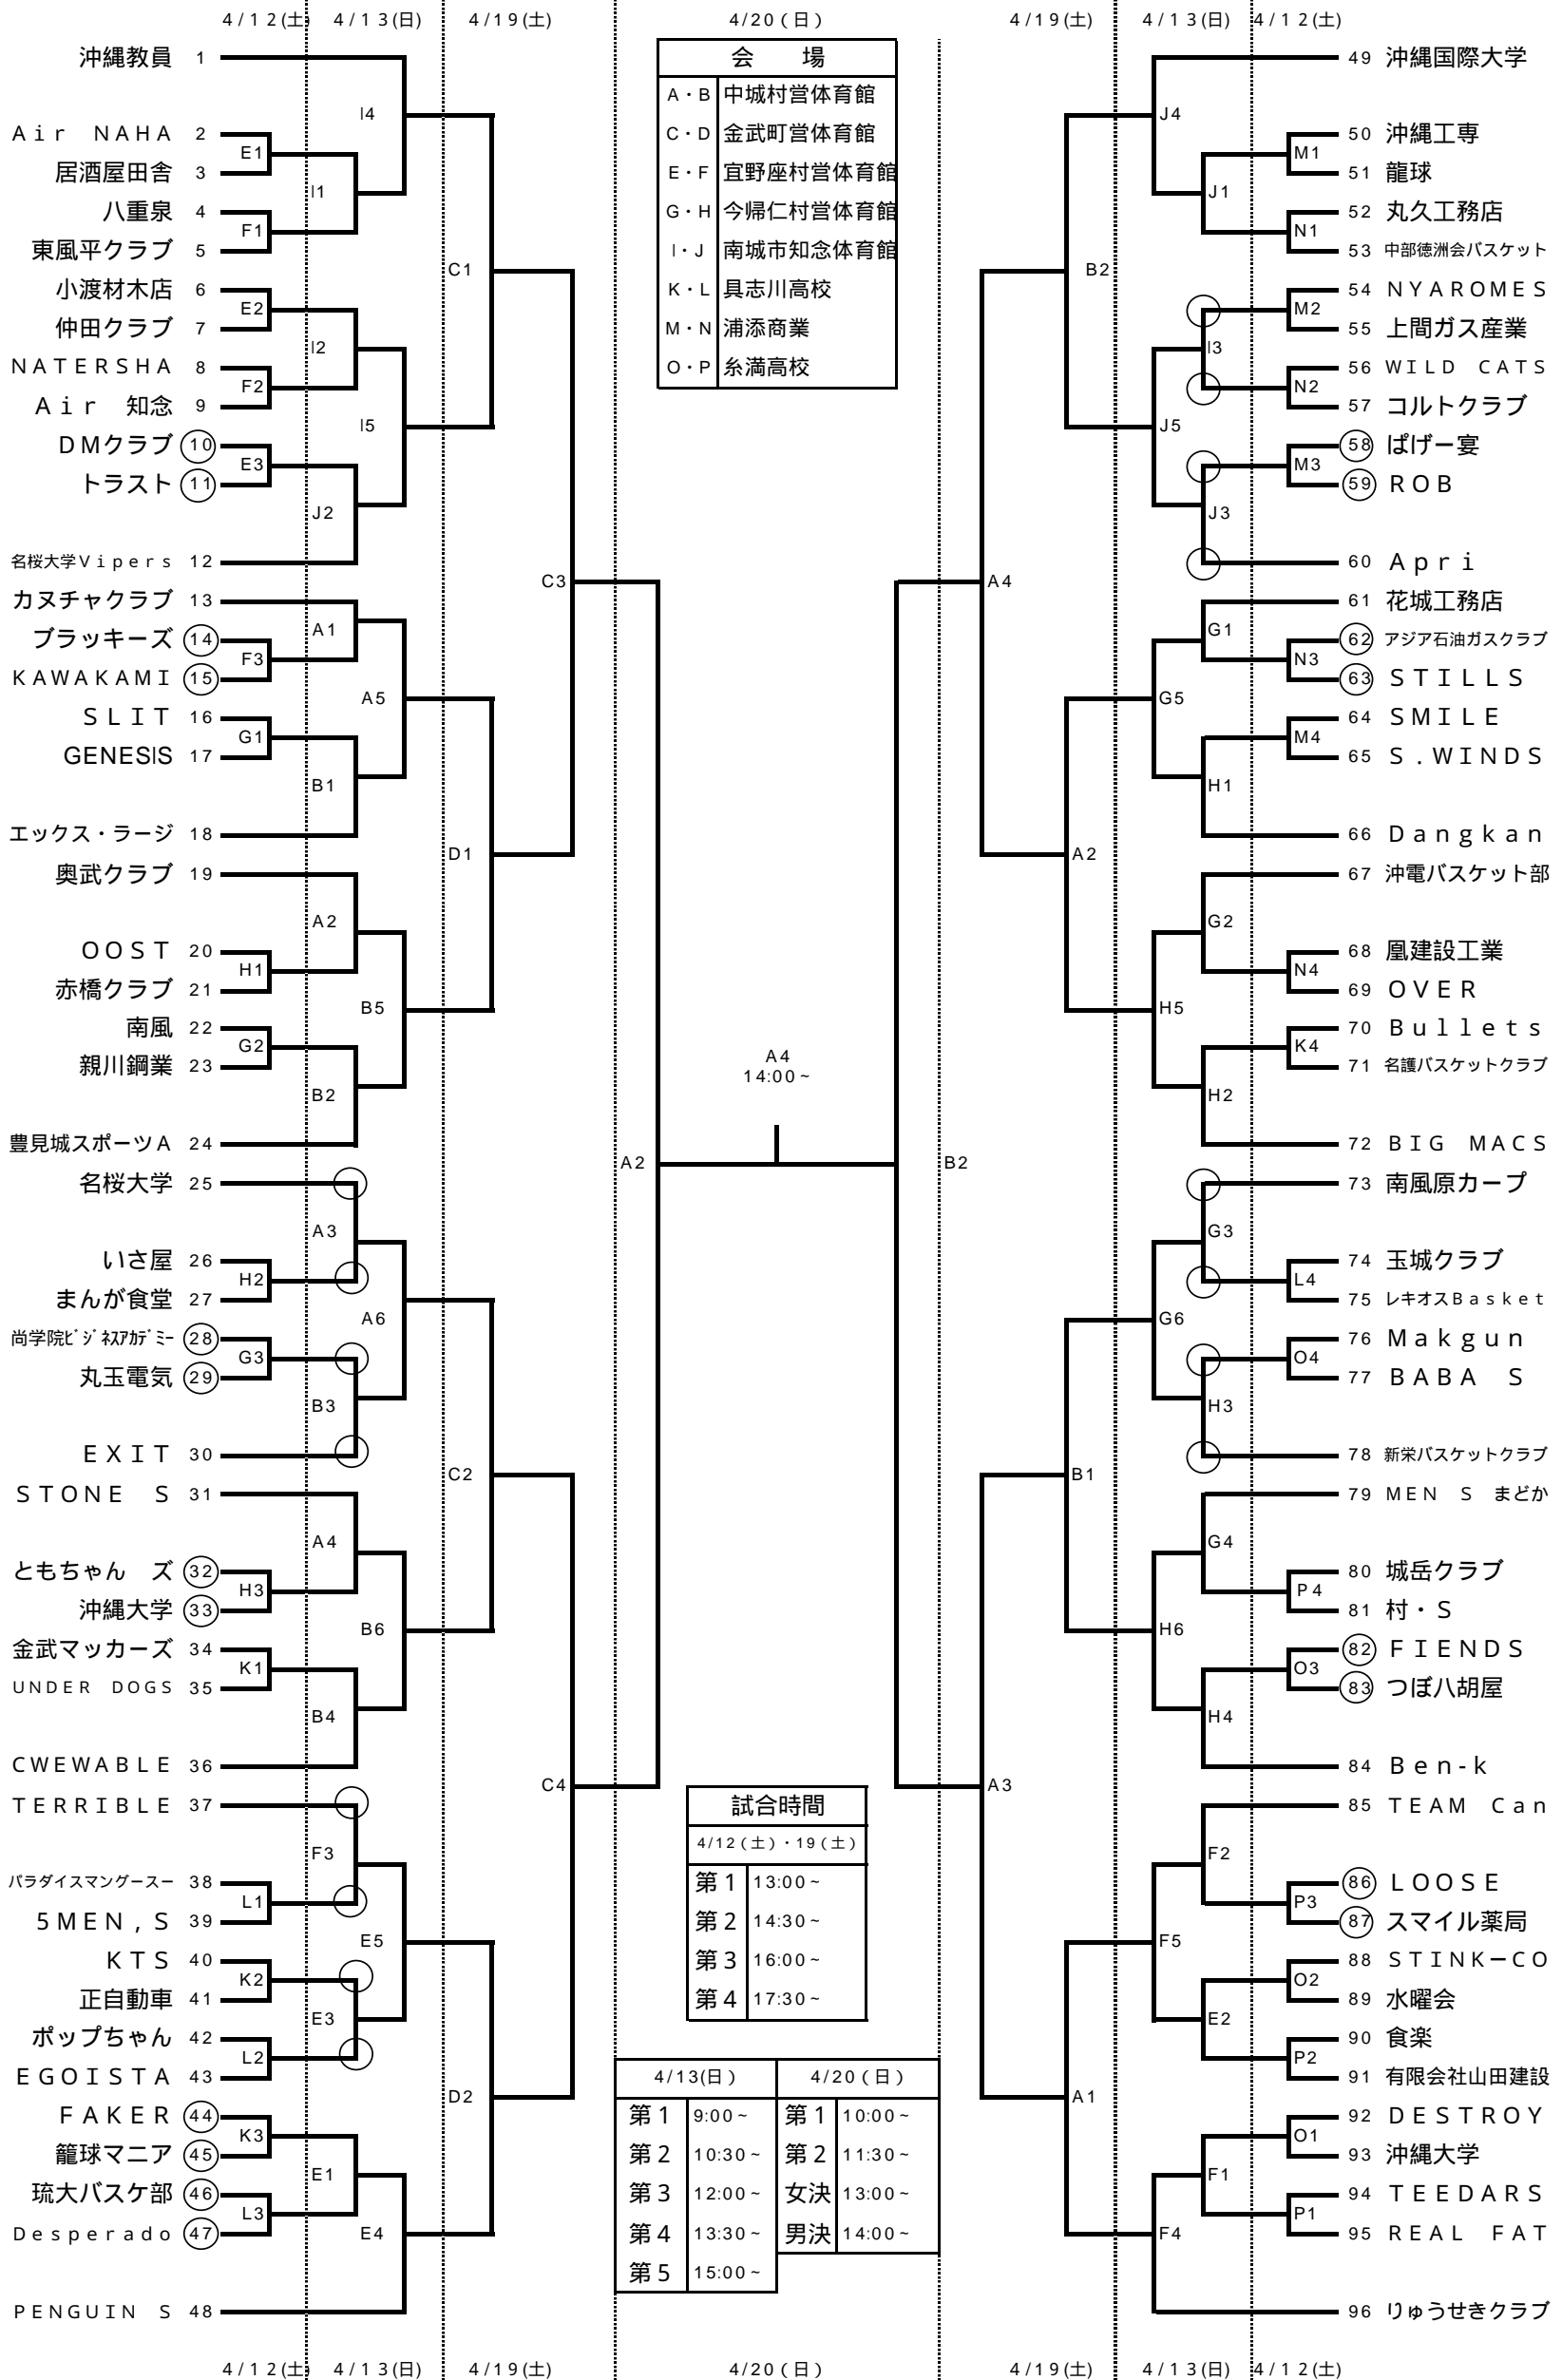 4/12(土) 4/13(日) 4/19(土) 4/20(日) 4/19(土) 4/13(日) 4/12(土)
沖縄教員 1
I4
Air NAHA 2
E1
居酒屋田舎 3
I1
八重泉 4
F1
東風平クラブ 5
C1
小渡材木店 6
E2
仲田クラブ 7
I2
NATERSHA 8
F2
Air 知念 9
I5
DMクラブ 10
E3
トラスト 11
J2
名桜大学Vipers 12
C3
カヌチャクラブ 13
A1
ブラッキーズ 14
F3
KAWAKAMI 15
A5
SLIT 16
G1
GENESIS 17
B1
エックス・ラージ 18
D1
奥武クラブ 19
A2
OOST 20
H1
赤橋クラブ 21
B5
南風 22
G2
親川鋼業 23
B2
豊見城スポーツA 24
A2
名桜大学 25
A3
いさ屋 26
H2
まんが食堂 27
A6
尚学院ビジネスアカデミー 28
G3
丸玉電気 29
B3
EXIT 30
C2
STONE S 31
A4
ともちゃん ズ 32
H3
沖縄大学 33
B6
金武マッカーズ 34
K1
UNDER DOGS 35
B4
CWEWABLE 36
C4
TERRIBLE 37
F3
パラダイスマングースー 38
L1
5MEN,S 39
E5
KTS 40
K2
正自動車 41
E3
ポップちゃん 42
L2
EGOISTA 43
D2
FAKER 44
K3
籠球マニア 45
E1
琉大バスケ部 46
L3
Desperado 47
E4
PENGUIN S 48
会 場
A・B 中城村営体育館
C・D 金武町営体育館
E・F 宜野座村営体育館
G・H 今帰仁村営体育館
I・J 南城市知念体育館
K・L 具志川高校
M・N 浦添商業
O・P 糸満高校
A4
14:00~
試合時間
4/12(土)・19(土)
第1 13:00~
第2 14:30~
第3 16:00~
第4 17:30~
4/13(日) 4/20(日)
第1 9:00~ 第1 10:00~
第2 10:30~ 第2 11:30~
第3 12:00~ 女決 13:00~
第4 13:30~ 男決 14:00~
第5 15:00~
49 沖縄国際大学
J4
50 沖縄工専
M1
51 龍球
J1
52 丸久工務店
N1
53 中部徳洲会バスケット
B2
54 NYAROMES
M2
55 上間ガス産業
I3
56 WILD CATS
N2
57 コルトクラブ
J5
58 ぱげー宴
M3
59 ROB
J3
60 Apri
A4
61 花城工務店
G1
62 アジア石油ガスクラブ
N3
63 STILLS
G5
64 SMILE
M4
65 S.WINDS
H1
66 Dangkan
A2
67 沖電バスケット部
G2
68 凰建設工業
N4
69 OVER
H5
70 Bullets
K4
71 名護バスケットクラブ
H2
72 BIG MACS
B2
73 南風原カープ
G3
74 玉城クラブ
L4
75 レキオスBasket
G6
76 Makgun
O4
77 BABA S
H3
78 新栄バスケットクラブ
B1
79 MEN S まどか
G4
80 城岳クラブ
P4
81 村・S
H6
82 FIENDS
O3
83 つぼ八胡屋
H4
84 Ben-k
A3
85 TEAM Can
F2
86 LOOSE
P3
87 スマイル薬局
F5
88 STINK-CO
O2
89 水曜会
E2
90 食楽
P2
91 有限会社山田建設
A1
92 DESTROY
O1
93 沖縄大学
F1
94 TEEDARS
P1
95 REAL FAT
F4
96 りゅうせきクラブ
4/12(土) 4/13(日) 4/19(土) 4/20(日) 4/19(土) 4/13(日) 4/12(土)